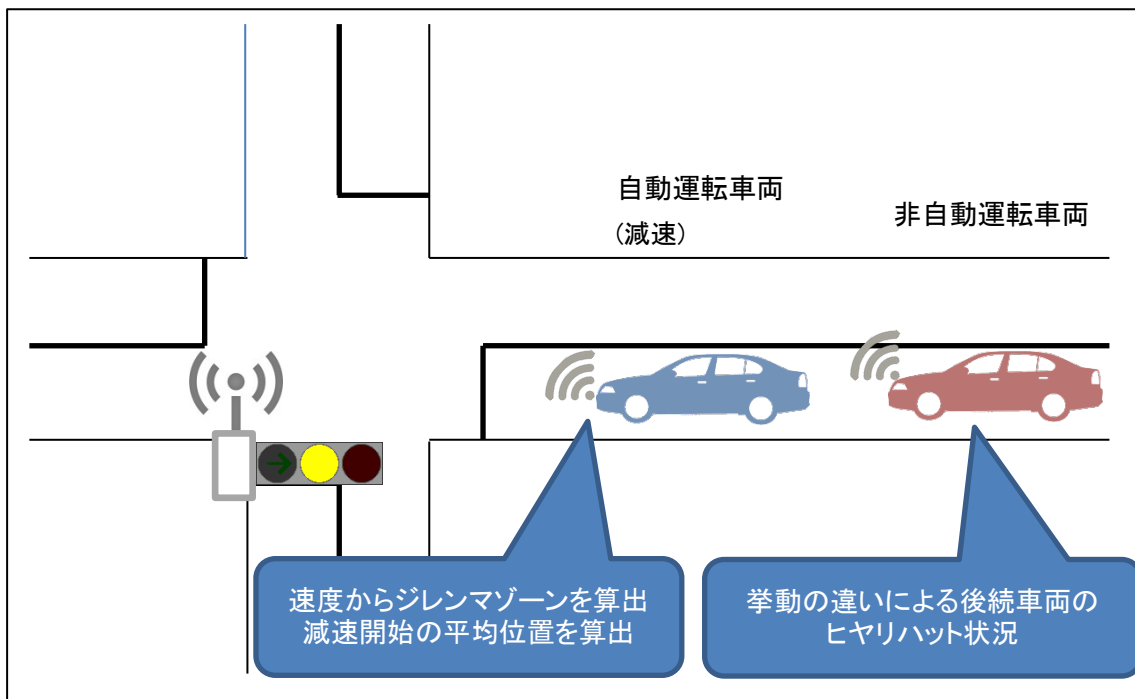 自動運転車両
(減速)
非自動運転車両
速度からジレンマゾーンを算出
減速開始の平均位置を算出
挙動の違いによる後続車両の
ヒヤリハット状況